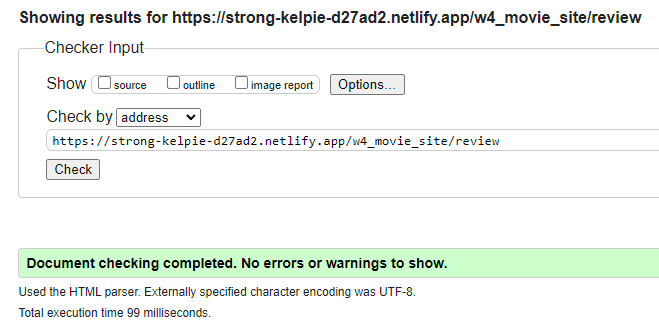 Showing results for https://strong-kelpie-d27ad2.netlify.app/w4_movie_site/review
Checker Input
Show source outline image report Options...
Check by address
https://strong-kelpie-d27ad2.netlify.app/w4_movie_site/review
Check
Document checking completed. No errors or warnings to show.
Used the HTML parser. Externally specified character encoding was UTF-8.
Total execution time 99 milliseconds.